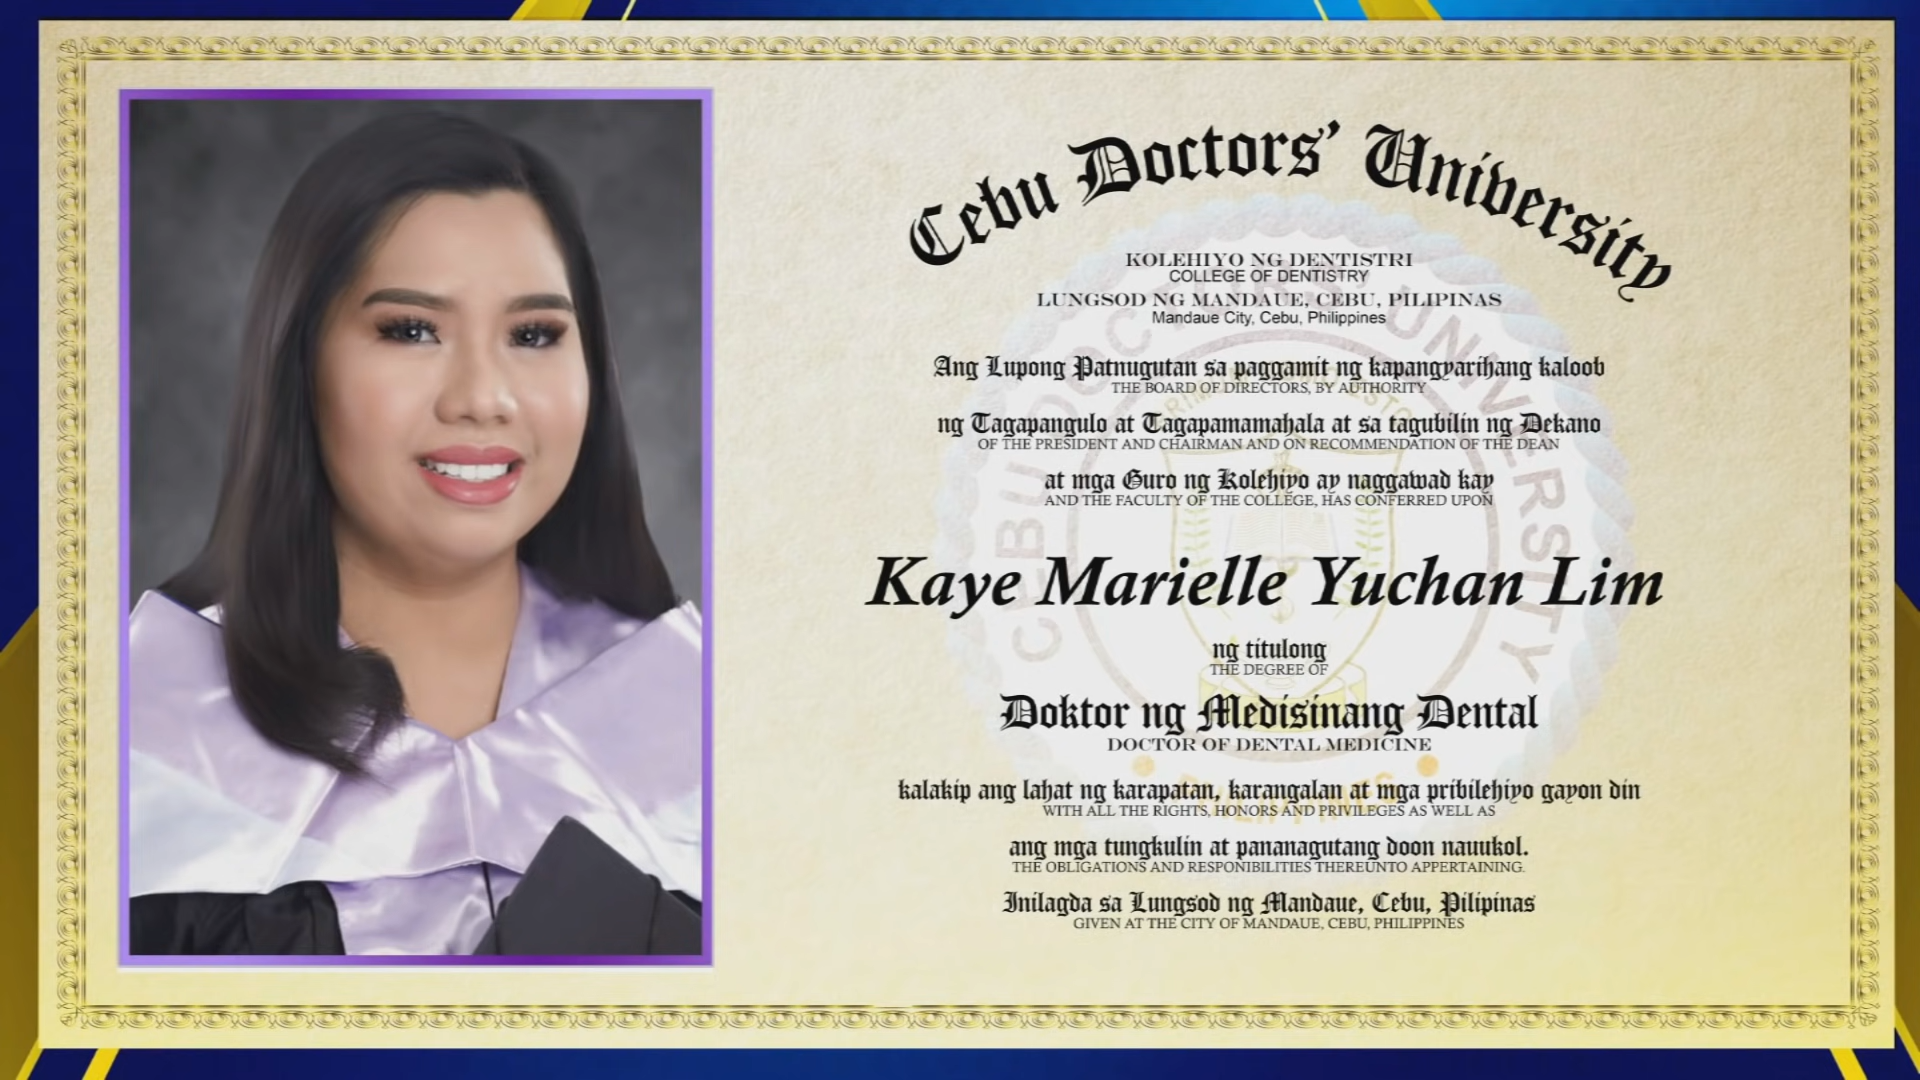 Cebu Doctors' University
KOLEHIYO NG DENTISTRI
COLLEGE OF DENTISTRY
LUNGSOD NG MANDAUE, CEBU, PILIPINAS
Mandaue City, Cebu, Philippines
Ang Lupong Patnugutan sa paggamit ng kapangyarihang kaloob
THE BOARD OF DIRECTORS, BY AUTHORITY
ng Tagapangulo at Tagapamamahala at sa tagubilin ng Dekano
OF THE PRESIDENT AND CHAIRMAN AND ON RECOMMENDATION OF THE DEAN
at mga Guro ng Kolehiyo ay naggawad kay
AND THE FACULTY OF THE COLLEGE, HAS CONFERRED UPON
Kaye Marielle Yuchan Lim
ng titulong
THE DEGREE OF
Doktor ng Medisinang Dental
DOCTOR OF DENTAL MEDICINE
kalakip ang lahat ng karapatan, karangalan at mga pribilehiyo gayon din
WITH ALL THE RIGHTS, HONORS AND PRIVILEGES AS WELL AS
ang mga tungkulin at pananagutang doon nauukol.
THE OBLIGATIONS AND RESPONIBILITIES THEREUNTO APPERTAINING.
Inilagda sa Lungsod ng Mandaue, Cebu, Pilipinas
GIVEN AT THE CITY OF MANDAUE, CEBU, PHILIPPINES
CEBU DOCTORS' UNIVERSITY
PHILIPPINES